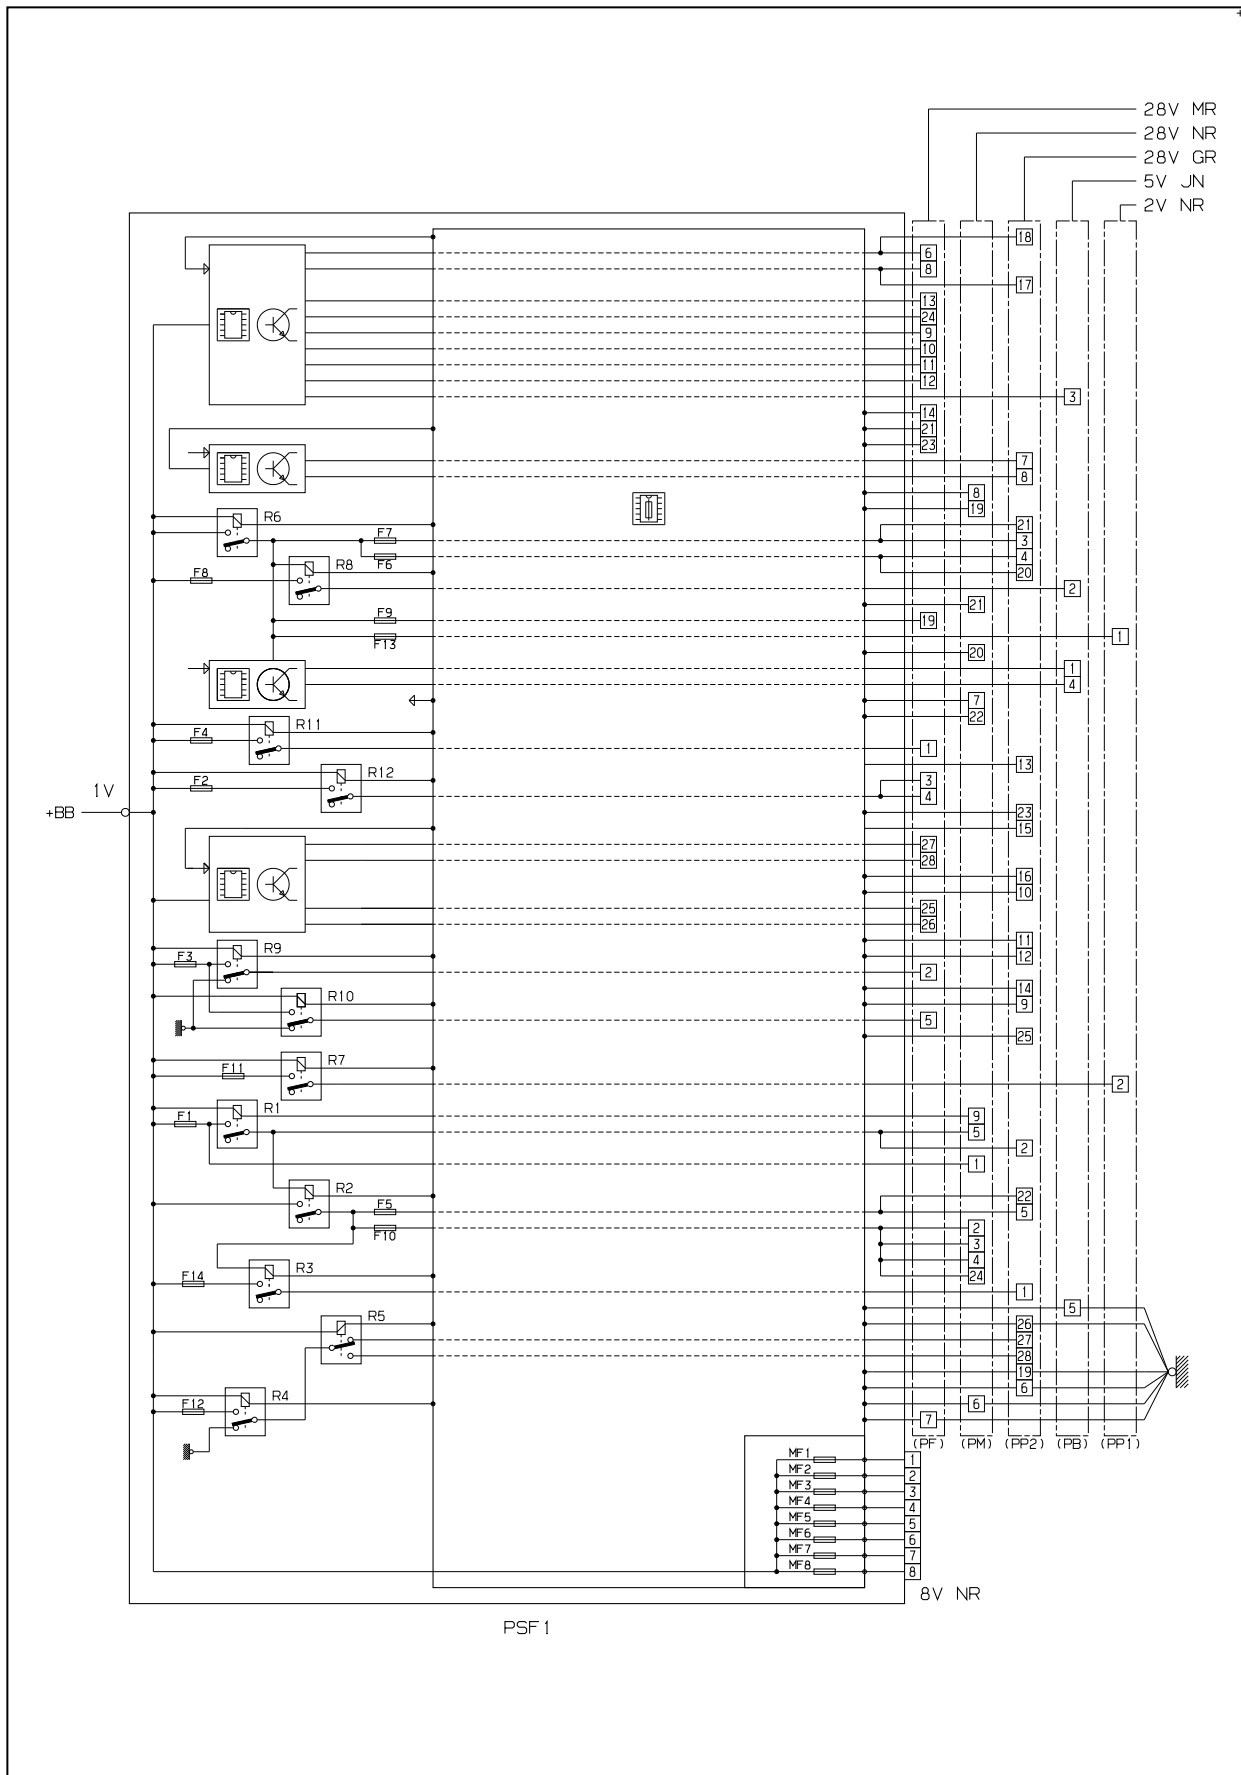 28V MR
28V NR
28V GR
5V JN
2V NR
18
6
8
17
13
24
9
10
11
12
3
14
21
23
7
8
8
19
R6
21
F7
3
4
F6
R8
F8
20
2
21
F9
19
F13
1
20
1
4
7
22
R11
F4
1
13
R12
F2
3
4
1V
+BB
23
15
27
28
16
10
25
26
11
R9
F3
12
2
14
R10
9
5
25
R7
F11
2
R1
F1
9
5
2
1
R2
22
F5
5
F10
2
3
4
24
R3
F14
1
5
R5
26
27
28
19
6
R4
F12
6
7
(PF) (PM) (PP2) (PB) (PP1)
MF1 1
MF2 2
MF3 3
MF4 4
MF5 5
MF6 6
MF7 7
MF8 8
8V NR
PSF1